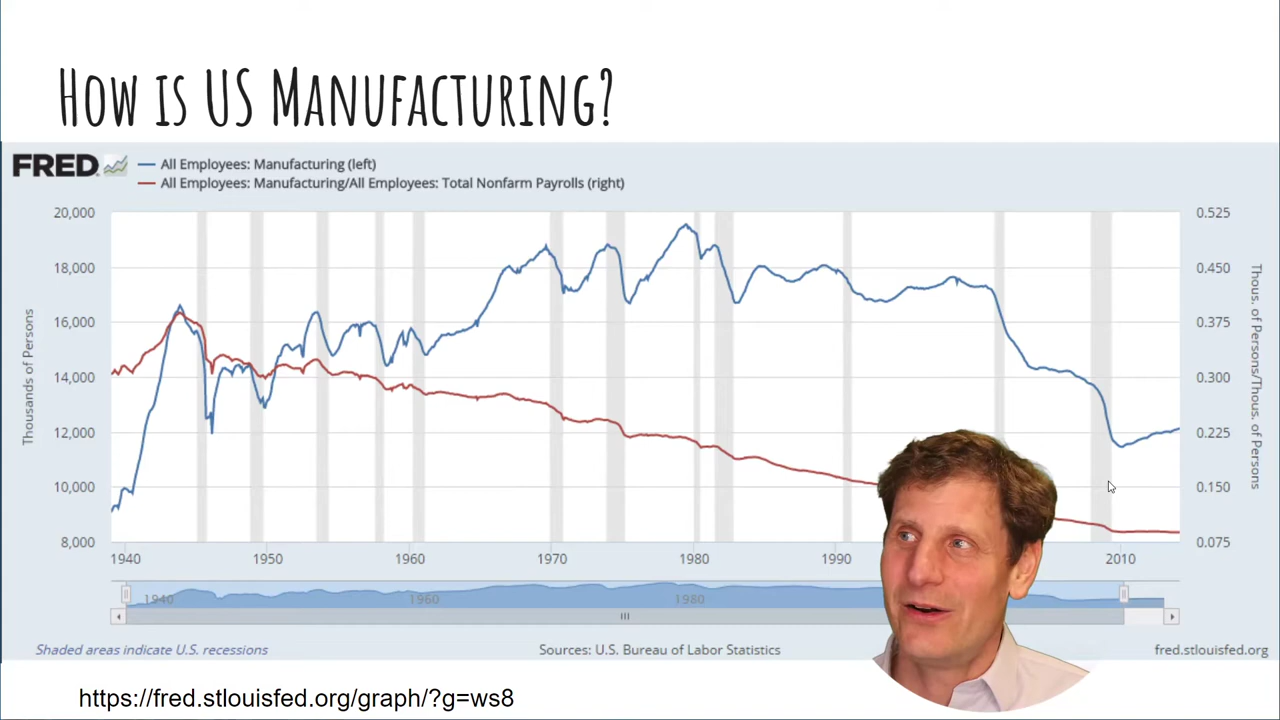 How is US Manufacturing?
FRED
All Employees: Manufacturing (left)
All Employees: Manufacturing/All Employees: Total Nonfarm Payrolls (right)
20,000
18,000
16,000
14,000
12,000
10,000
8,000
Thousands of Persons
0.525
0.450
0.375
0.300
0.225
0.150
0.075
Thous. of Persons/Thous. of Persons
1940 1950 1960 1970 1980 1990 2010
1940 1960 1980
Shaded areas indicate U.S. recessions
Sources: U.S. Bureau of Labor Statistics
fred.stlouisfed.org
https://fred.stlouisfed.org/graph/?g=ws8